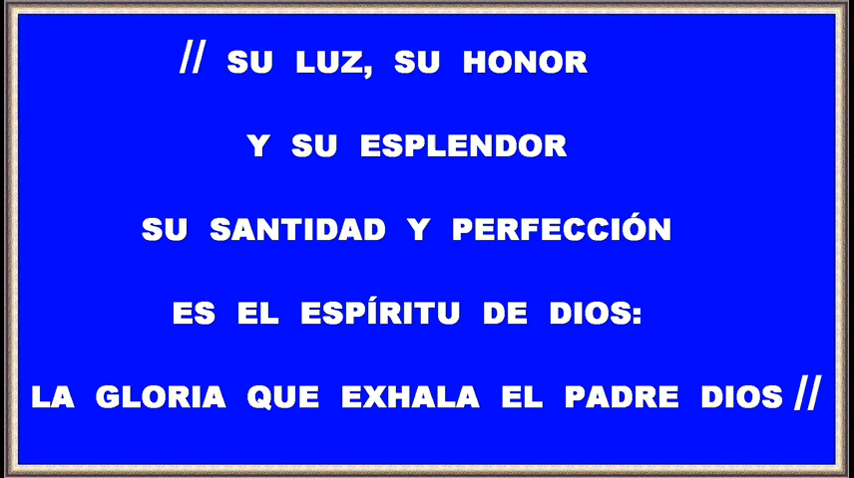 // SU LUZ, SU HONOR
Y SU ESPLENDOR
SU SANTIDAD Y PERFECCIÓN
ES EL ESPÍRITU DE DIOS:
LA GLORIA QUE EXHALA EL PADRE DIOS //